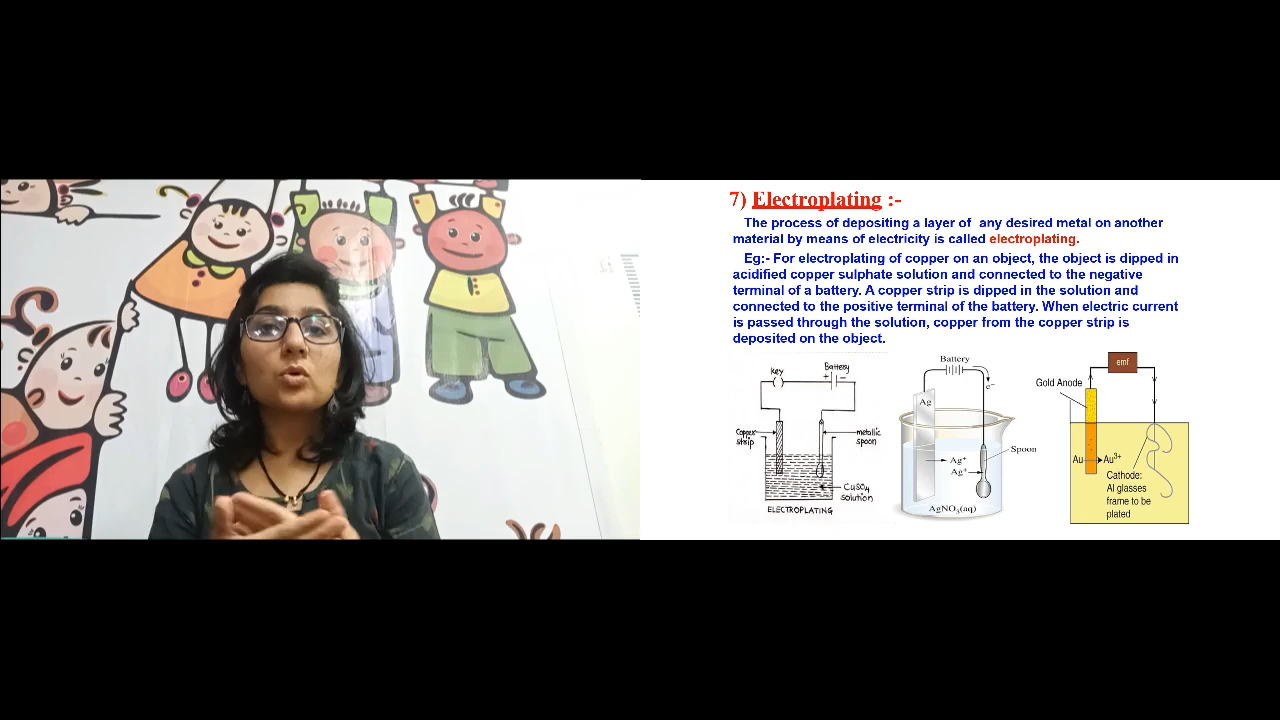 7) Electroplating :-
The process of depositing a layer of any desired metal on another
material by means of electricity is called electroplating.
Eg:- For electroplating of copper on an object, the object is dipped in
acidified copper sulphate solution and connected to the negative
terminal of a battery. A copper strip is dipped in the solution and
connected to the positive terminal of the battery. When electric current
is passed through the solution, copper from the copper strip is
deposited on the object.
Key
Battery
+ −
Copper
strip
metallic
spoon
CuSO4
solution
ELECTROPLATING
Battery
e−
Ag
Ag+
Ag+
Spoon
AgNO3(aq)
emf
Gold Anode
Au
Au3+
Cathode:
Al glasses
frame to be
plated